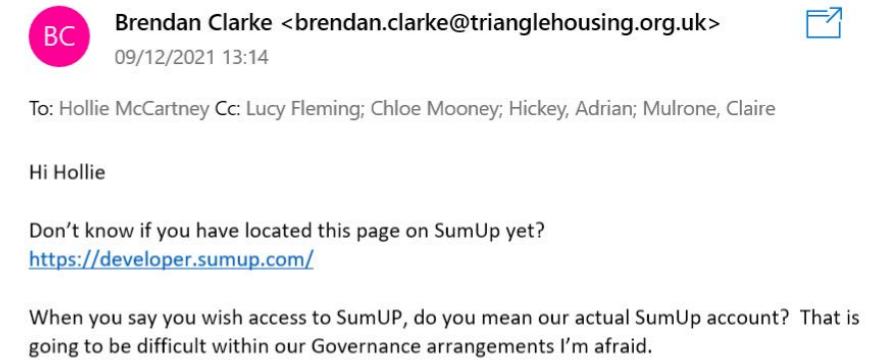 BC
Brendan Clarke <brendan.clarke@trianglehousing.org.uk>
09/12/2021 13:14
To: Hollie McCartney Cc: Lucy Fleming; Chloe Mooney; Hickey, Adrian; Mulrone, Claire
Hi Hollie
Don't know if you have located this page on SumUp yet?
https://developer.sumup.com/
When you say you wish access to SumUP, do you mean our actual SumUp account?  That is
going to be difficult within our Governance arrangements I'm afraid.